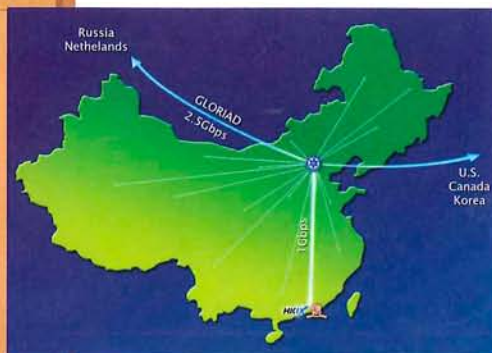 Russia
Nethelands
GLORIAD
2.5Gbps
U.S.
Canada
Korea
1Gbps
HKIX